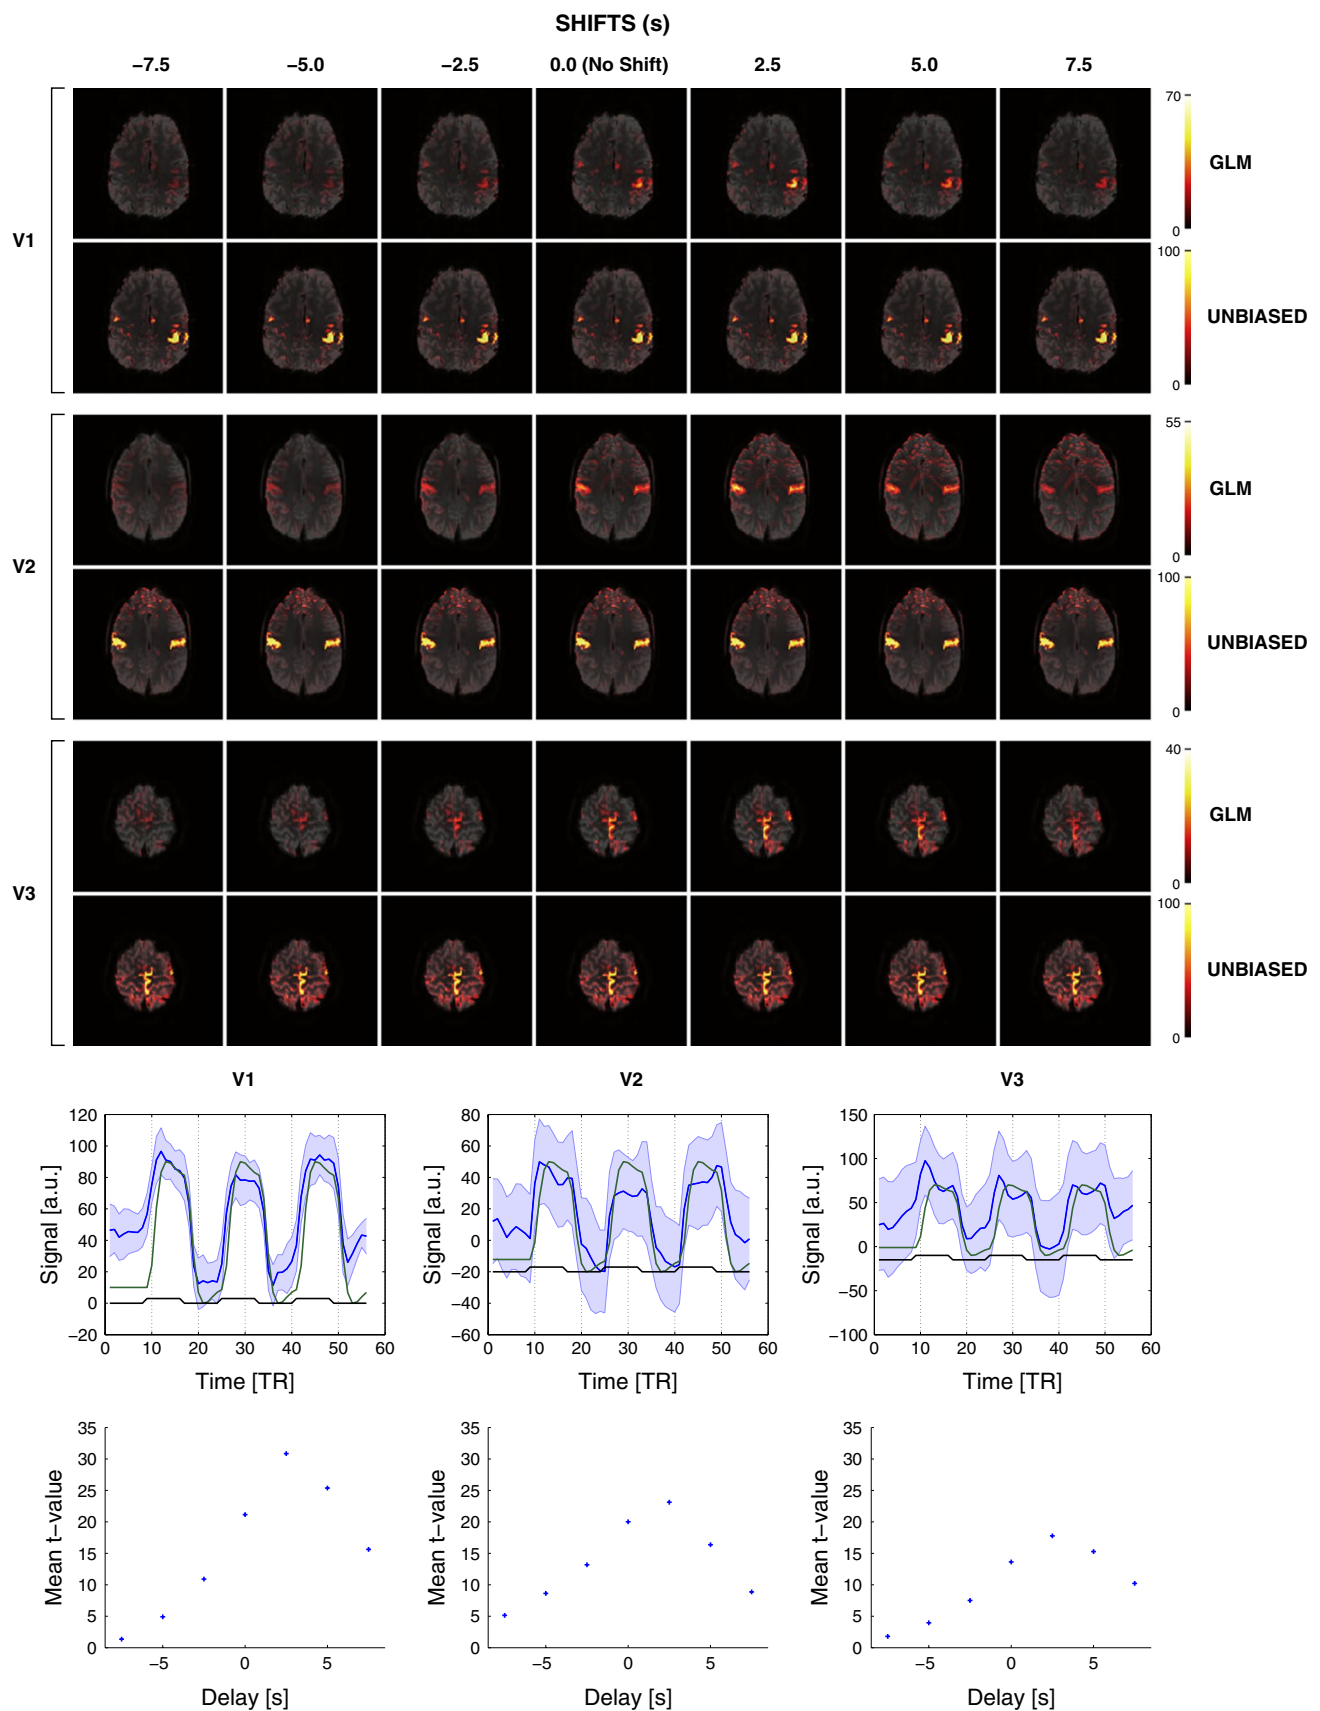 SHIFTS (s)
−7.5 −5.0 −2.5 0.0 (No Shift) 2.5 5.0 7.5
V1
70
GLM
0
100
UNBIASED
0
V2
55
GLM
0
100
UNBIASED
0
V3
40
GLM
0
100
UNBIASED
0
V1
Signal [a.u.]
120
100
80
60
40
20
0
−20
0 10 20 30 40 50 60
Time [TR]
V2
Signal [a.u.]
80
60
40
20
0
−20
−40
−60
0 10 20 30 40 50 60
Time [TR]
V3
Signal [a.u.]
150
100
50
0
−50
−100
0 10 20 30 40 50 60
Time [TR]
Mean t−value
35
30
25
20
15
10
5
0
−5 0 5
Delay [s]
Mean t−value
35
30
25
20
15
10
5
0
−5 0 5
Delay [s]
Mean t−value
35
30
25
20
15
10
5
0
−5 0 5
Delay [s]